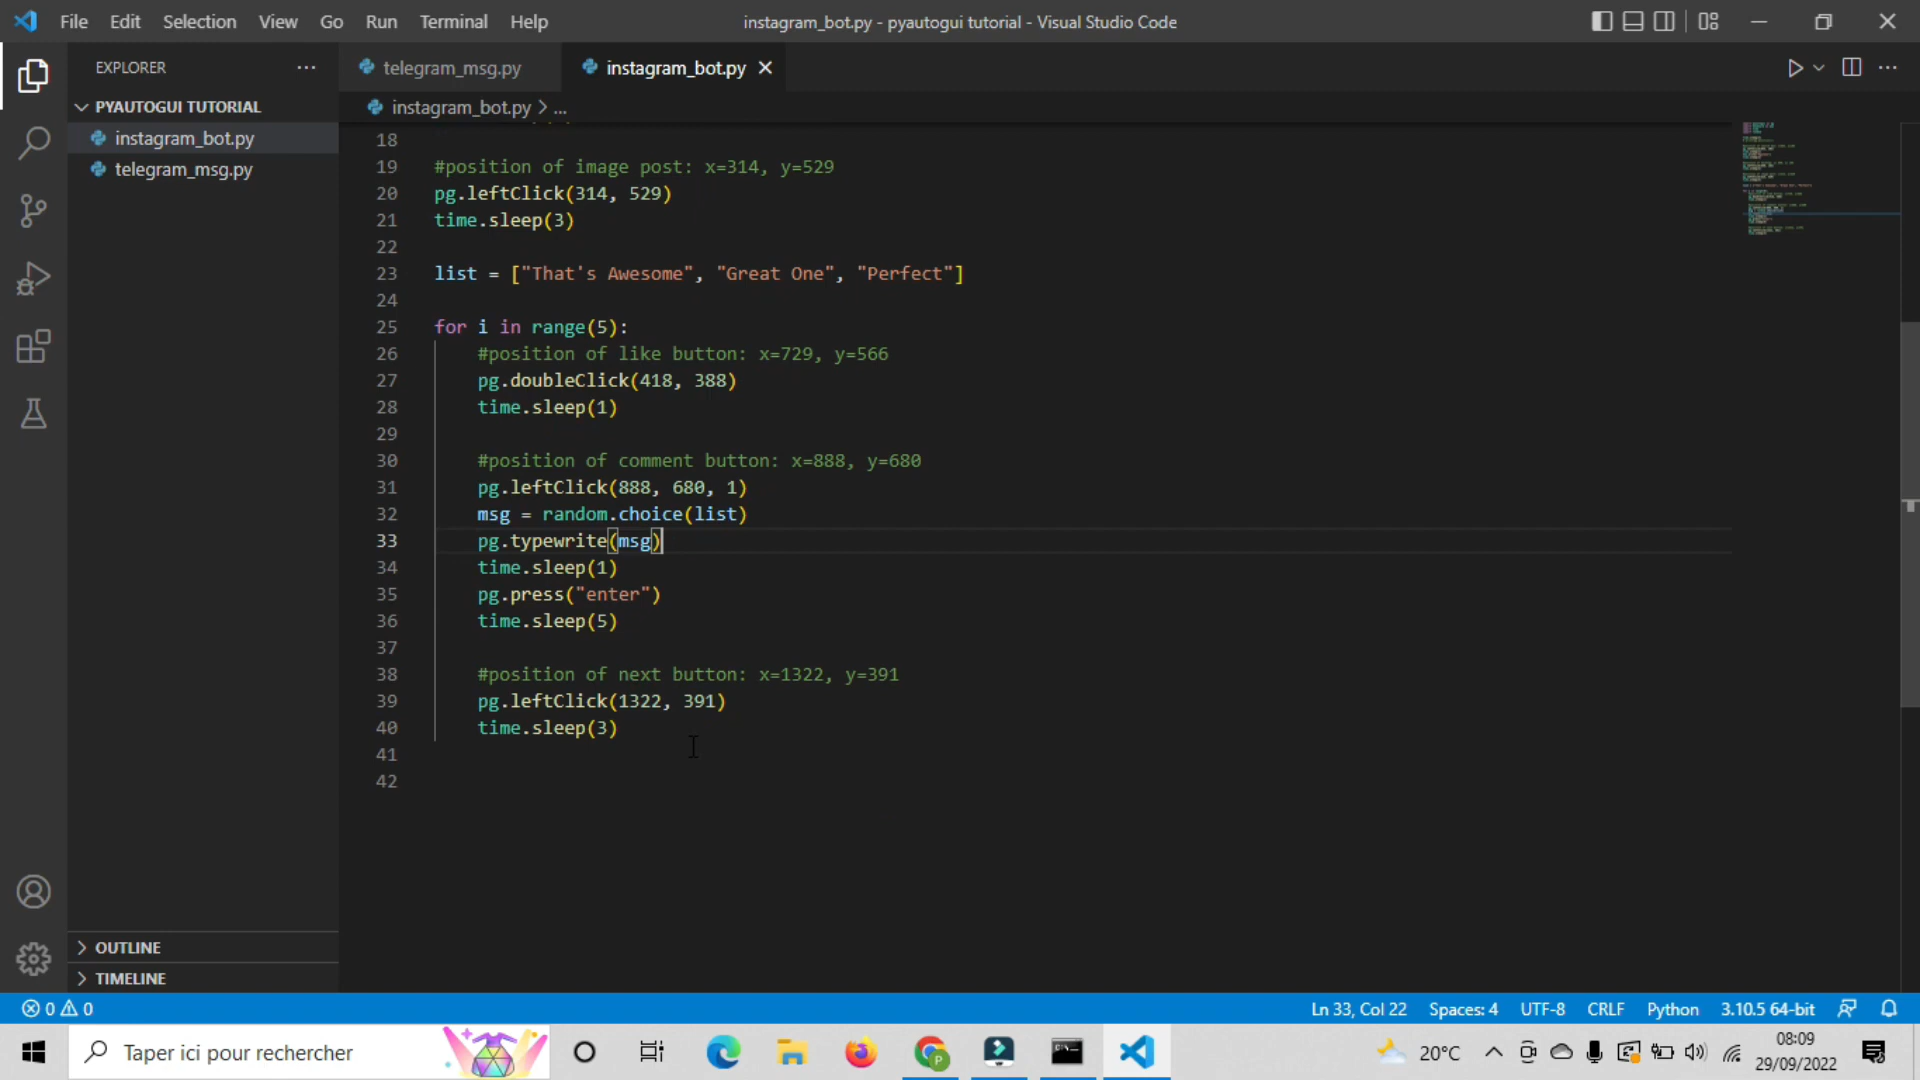 File Edit Selection View Go Run Terminal Help
instagram_bot.py - pyautogui tutorial - Visual Studio Code
EXPLORER
PYAUTOGUI TUTORIAL
instagram_bot.py
telegram_msg.py
OUTLINE
TIMELINE
telegram_msg.py
instagram_bot.py
instagram_bot.py > ...
18
19 #position of image post: x=314, y=529
20 pg.leftClick(314, 529)
21 time.sleep(3)
22
23 list = ["That's Awesome", "Great One", "Perfect"]
24
25 for i in range(5):
26 #position of like button: x=729, y=566
27 pg.doubleClick(418, 388)
28 time.sleep(1)
29
30 #position of comment button: x=888, y=680
31 pg.leftClick(888, 680, 1)
32 msg = random.choice(list)
33 pg.typewrite(msg)
34 time.sleep(1)
35 pg.press("enter")
36 time.sleep(5)
37
38 #position of next button: x=1322, y=391
39 pg.leftClick(1322, 391)
40 time.sleep(3)
41
42
0 0
Ln 33, Col 22 Spaces: 4 UTF-8 CRLF Python 3.10.5 64-bit
Taper ici pour rechercher
20°C
08:09
29/09/2022